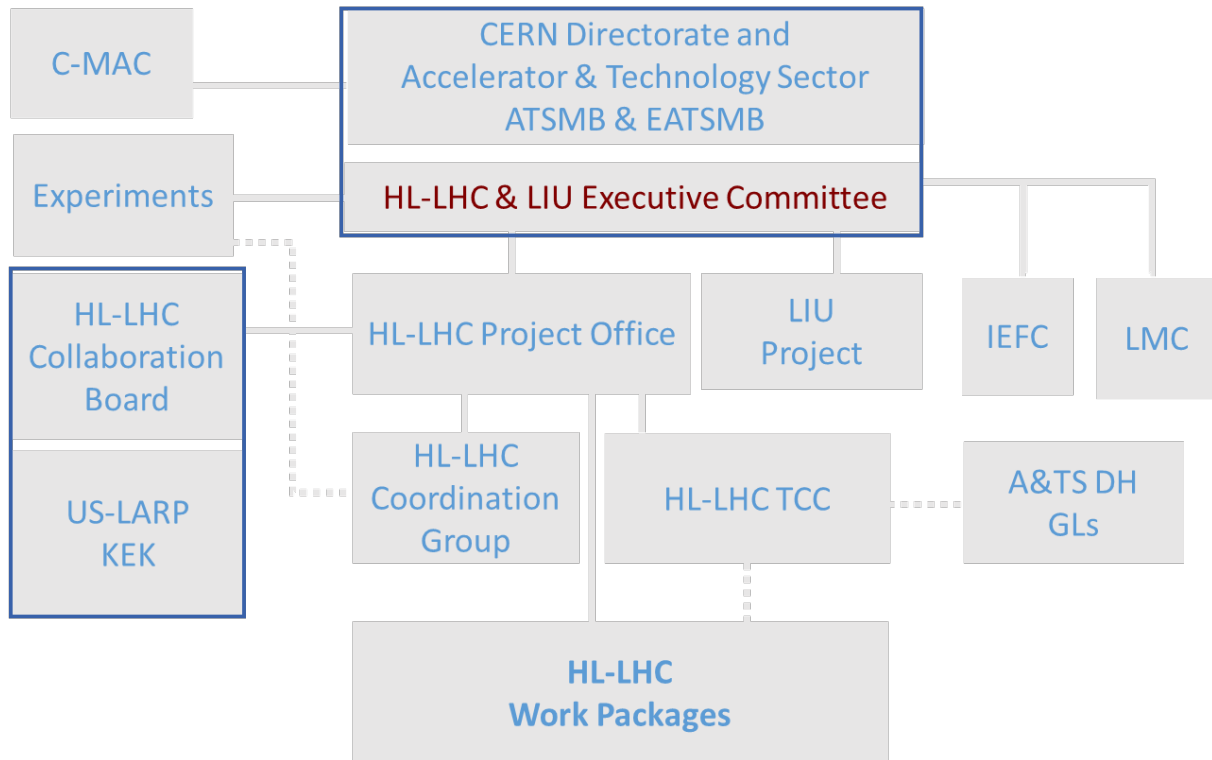 C-MAC
CERN Directorate and
Accelerator & Technology Sector
ATSMB & EATSMB
Experiments
HL-LHC & LIU Executive Committee
HL-LHC
Collaboration
Board
HL-LHC Project Office
LIU
Project
IEFC
LMC
US-LARP
KEK
HL-LHC
Coordination
Group
HL-LHC TCC
A&TS DH
GLs
HL-LHC
Work Packages